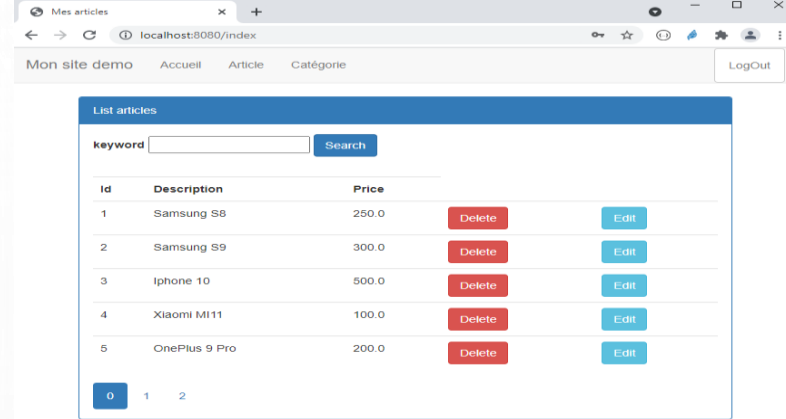 Mes articles
localhost:8080/index
Mon site demo Accueil Article Catégorie LogOut
List articles
keyword Search
Id Description Price
1 Samsung S8 250.0 Delete Edit
2 Samsung S9 300.0 Delete Edit
3 Iphone 10 500.0 Delete Edit
4 Xiaomi MI11 100.0 Delete Edit
5 OnePlus 9 Pro 200.0 Delete Edit
0 1 2